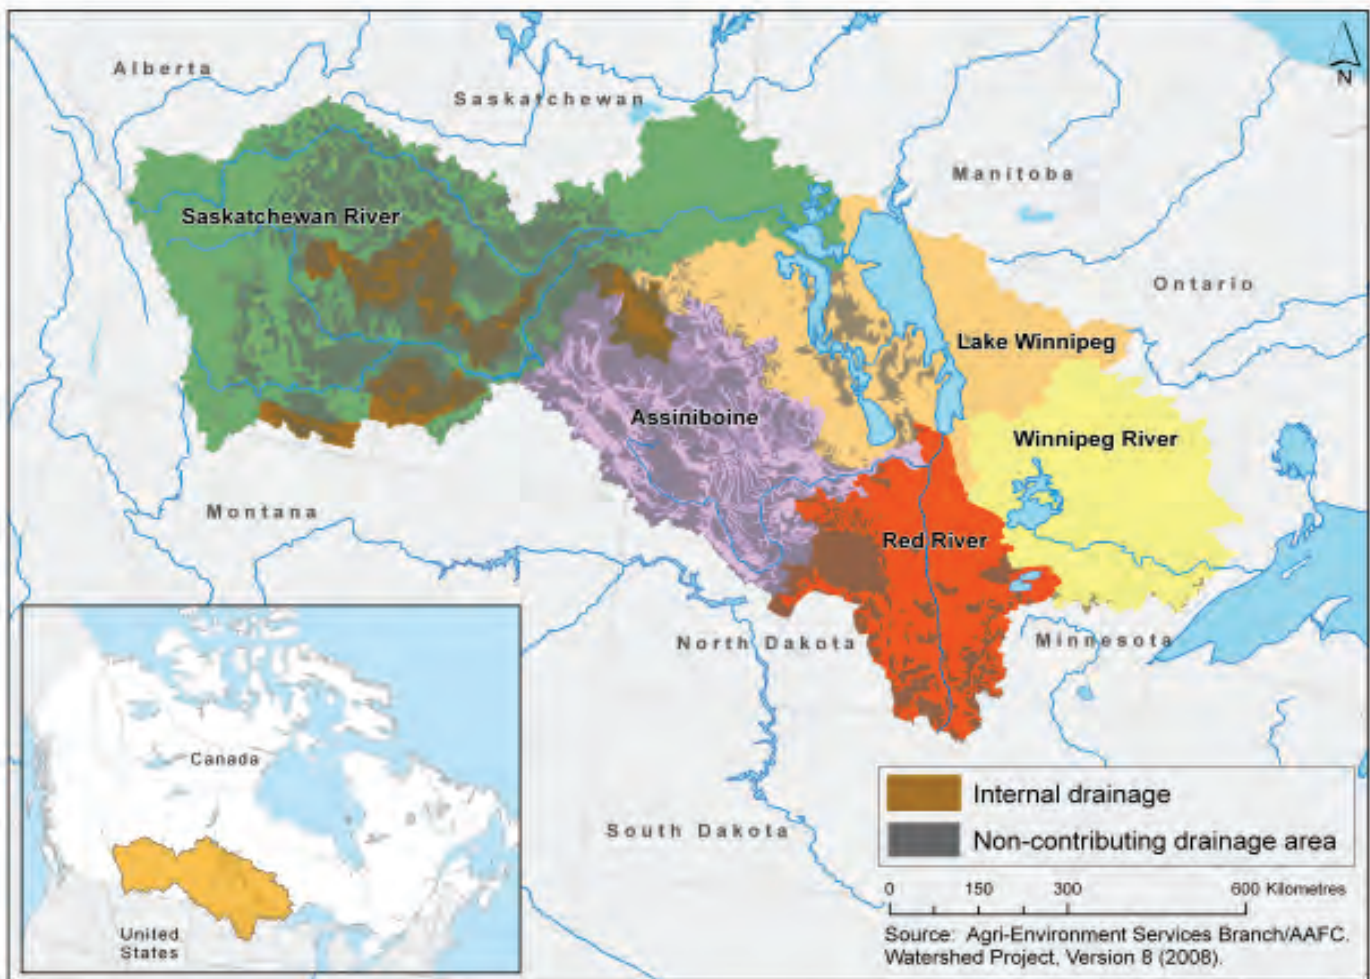 Alberta
Saskatchewan
N
Manitoba
Saskatchewan River
Ontario
Lake Winnipeg
Assiniboine
Winnipeg River
Montana
Red River
North Dakota
Minnesota
Canada
South Dakota
United
States
Internal drainage
Non-contributing drainage area
0 150 300 600 Kilometres
Source: Agri-Environment Services Branch/AAFC.
Watershed Project, Version 8 (2008).